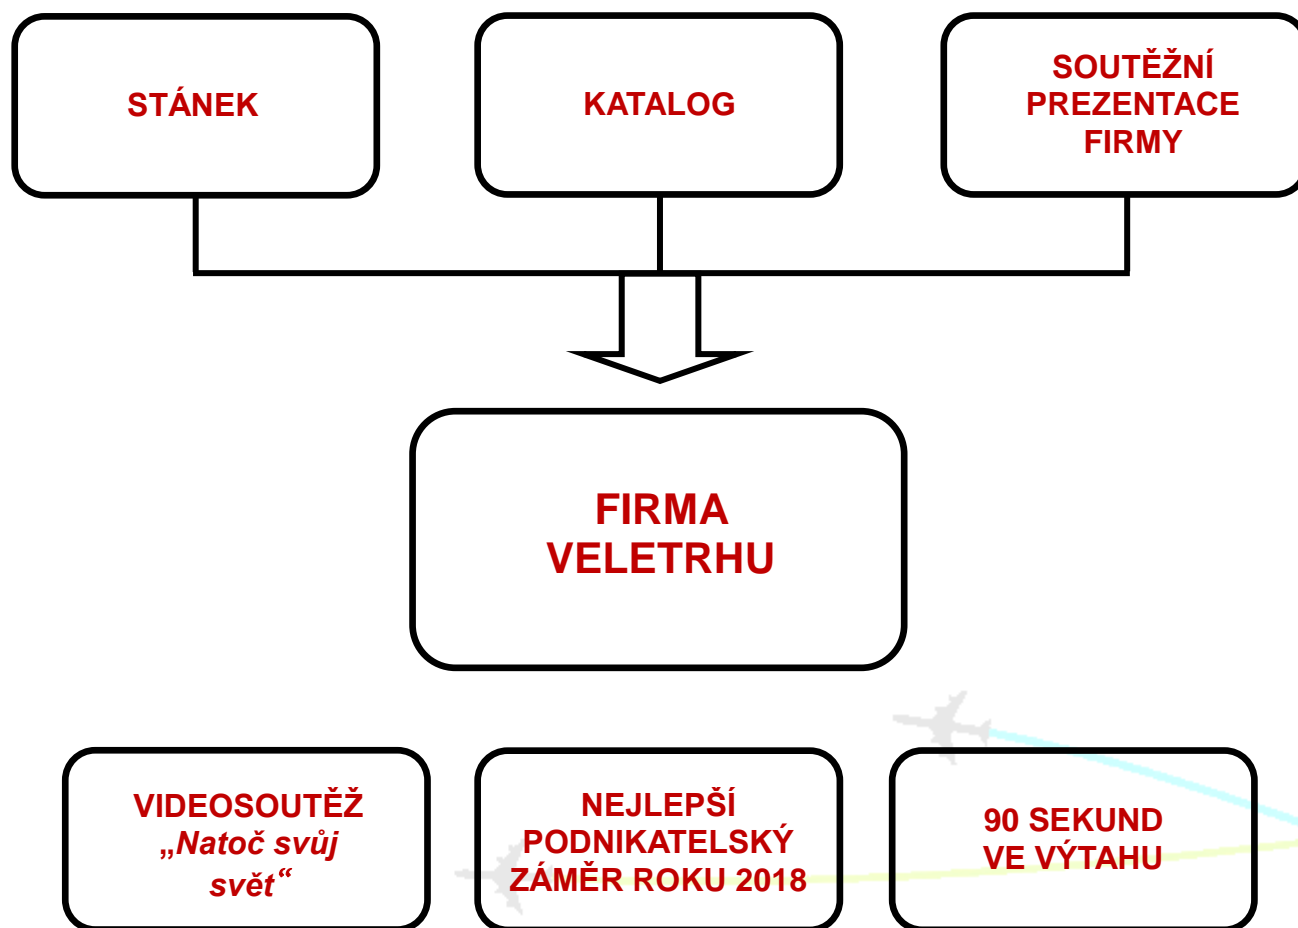 STÁNEK
KATALOG
SOUTĚŽNÍ
PREZENTACE
FIRMY
FIRMA
VELETRHU
VIDEOSOUTĚŽ
„Natoč svůj
svět“
NEJLEPŠÍ
PODNIKATELSKÝ
ZÁMĚR ROKU 2018
90 SEKUND
VE VÝTAHU